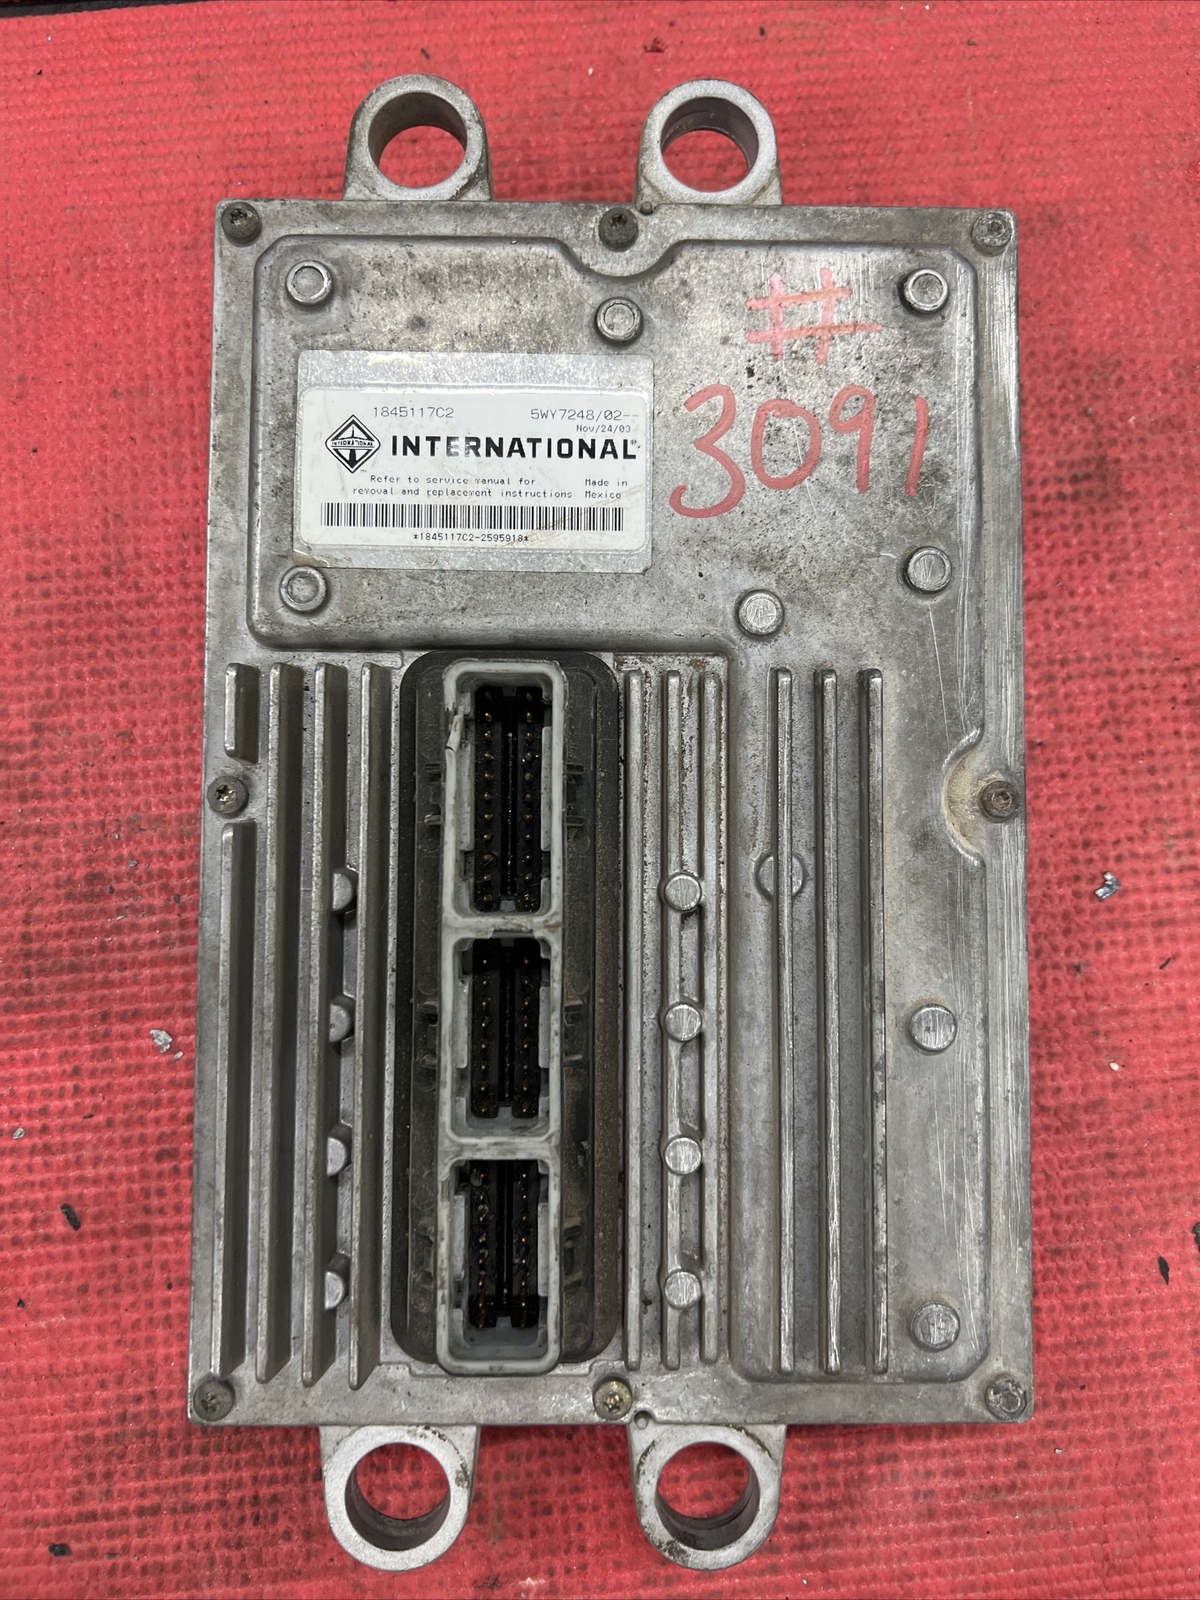 #
3091
1845117C2 5WY7248/02--
Nov/24/03
INTERNATIONAL
INTERNATIONAL®
Refer to service manual for Made in
removal and replacement instructions Mexico
*1845117C2-2595918*